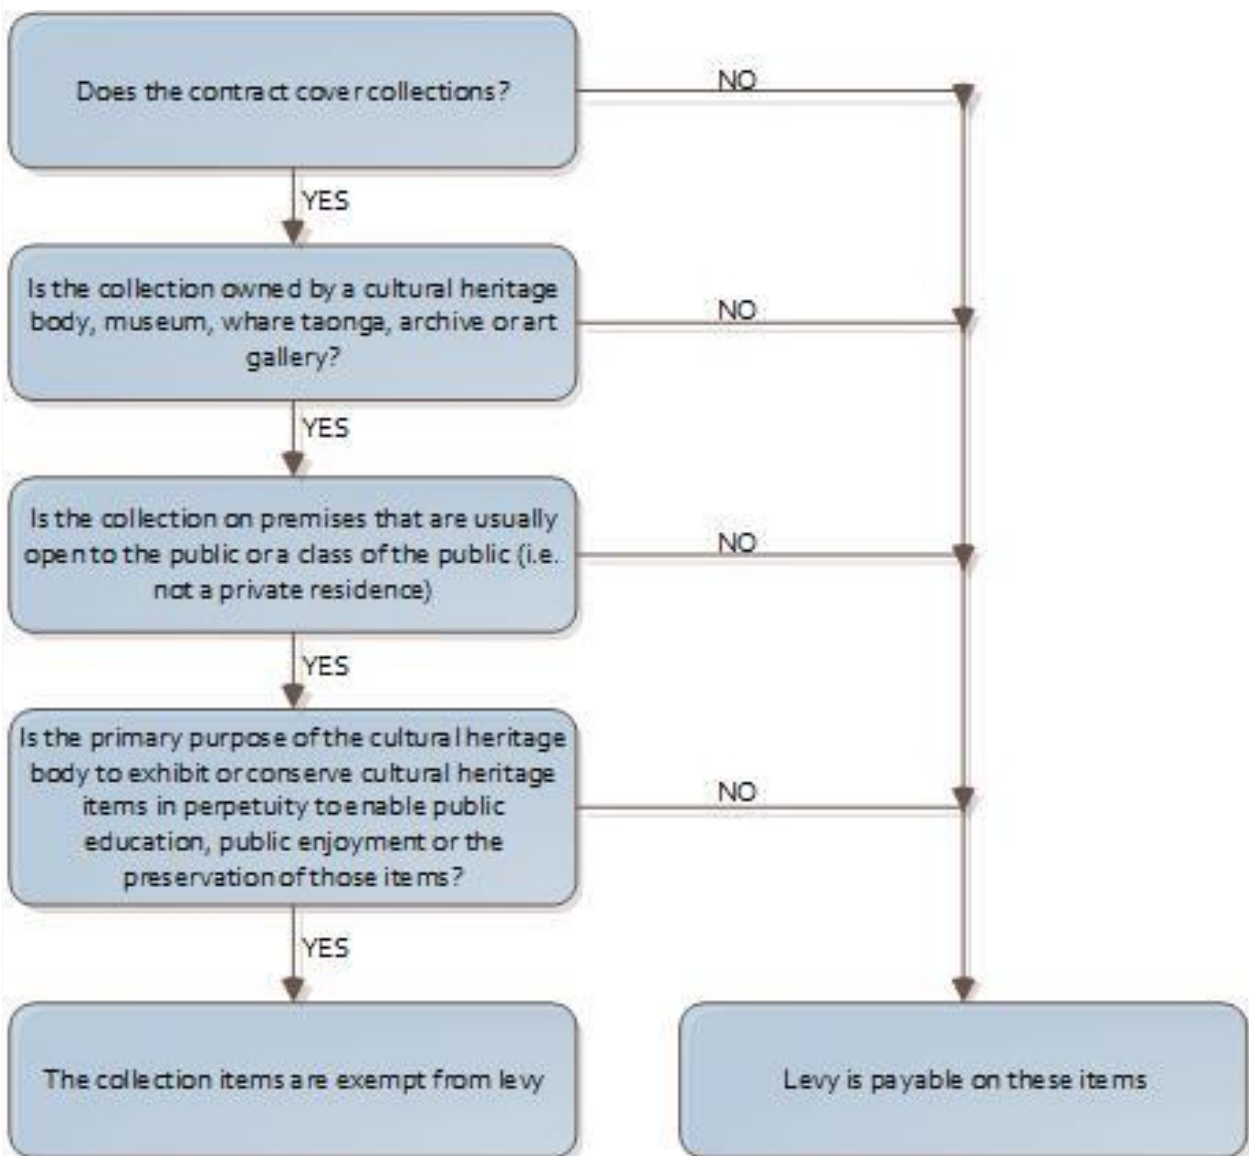 Does the contract cover collections?
NO
YES
Is the collection owned by a cultural heritage
body, museum, whare taonga, archive or art
gallery?
NO
YES
Is the collection on premises that are usually
open to the public or a class of the public (i.e.
not a private residence)
NO
YES
Is the primary purpose of the cultural heritage
body to exhibit or conserve cultural heritage
items in perpetuity to enable public
education, public enjoyment or the
preservation of those items?
NO
YES
The collection items are exempt from levy
Levy is payable on these items